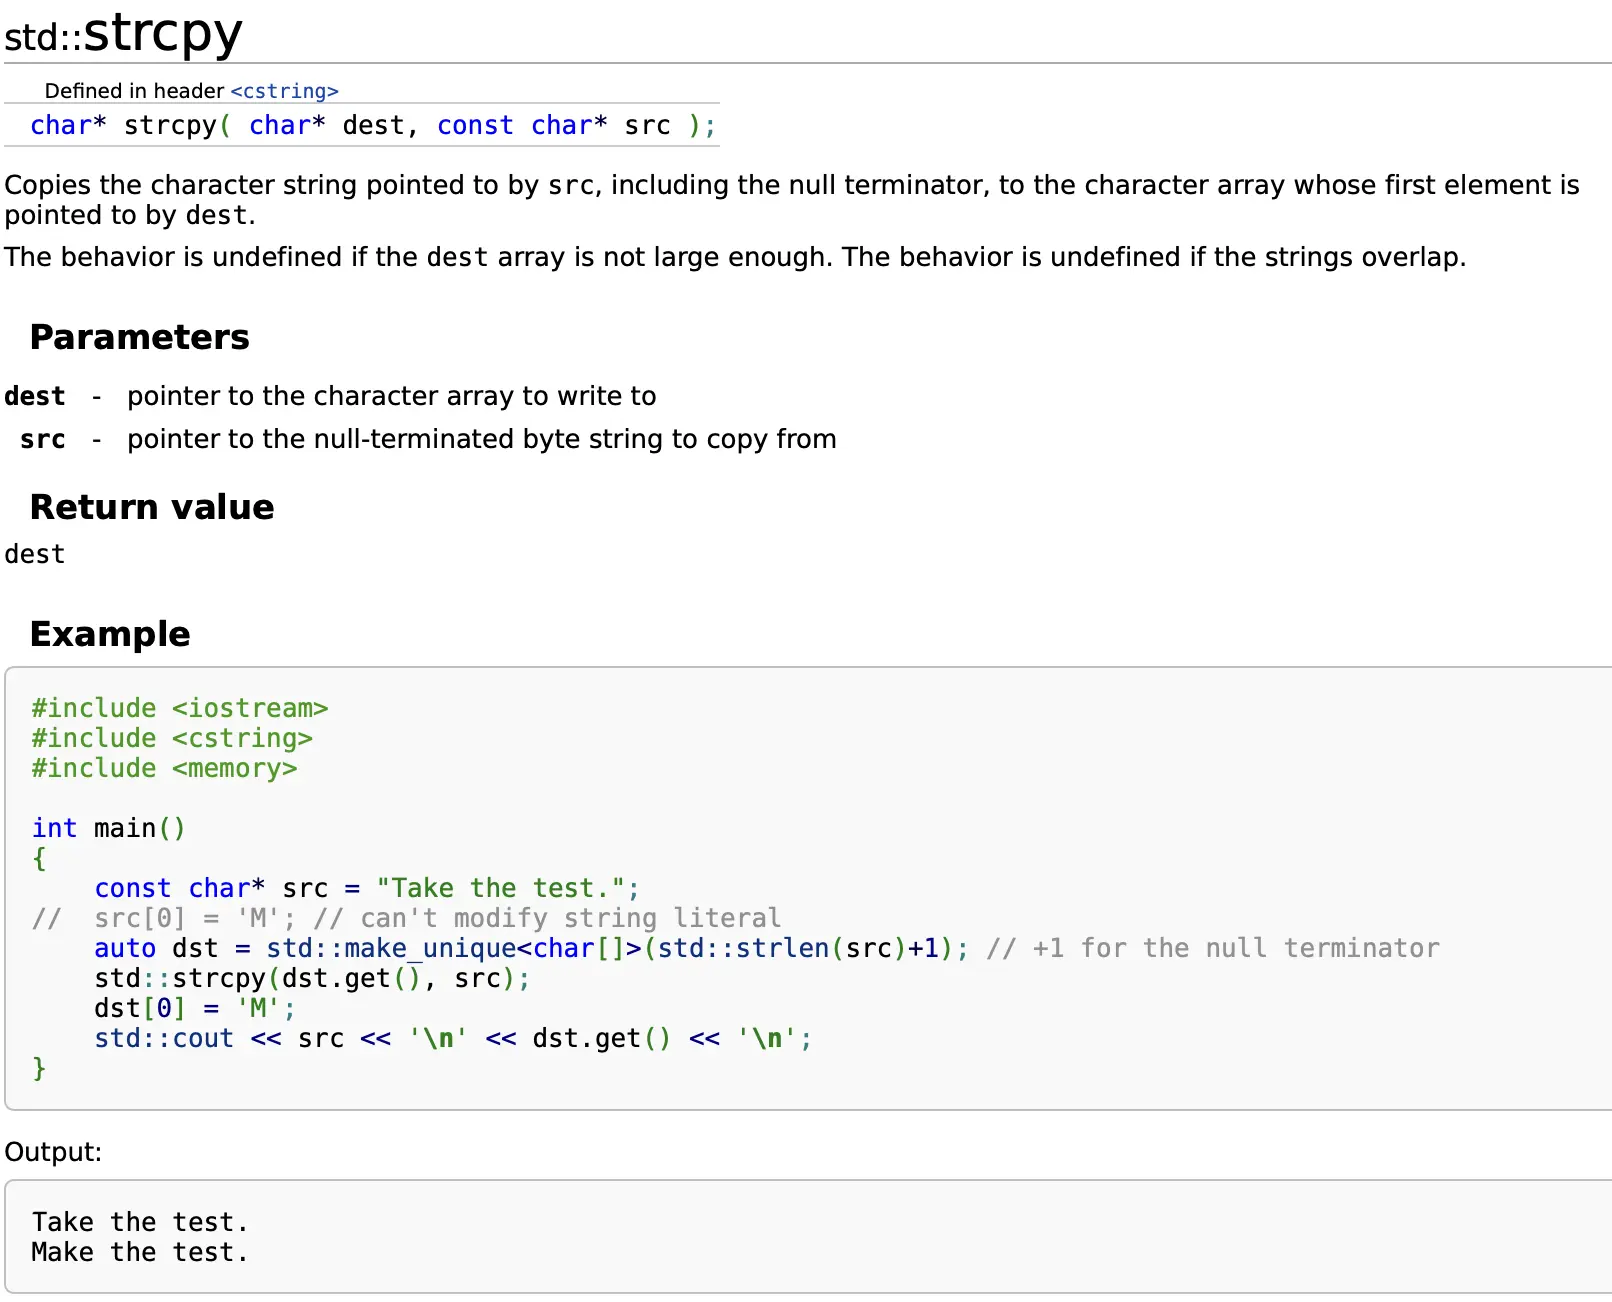 std::strcpy
Defined in header <cstring>
char* strcpy( char* dest, const char* src );
Copies the character string pointed to by src, including the null terminator, to the character array whose first element is
pointed to by dest.
The behavior is undefined if the dest array is not large enough. The behavior is undefined if the strings overlap.
Parameters
dest - pointer to the character array to write to
src - pointer to the null-terminated byte string to copy from
Return value
dest
Example
#include <iostream>
#include <cstring>
#include <memory>
int main()
{
    const char* src = "Take the test.";
//  src[0] = 'M'; // can't modify string literal
    auto dst = std::make_unique<char[]>(std::strlen(src)+1); // +1 for the null terminator
    std::strcpy(dst.get(), src);
    dst[0] = 'M';
    std::cout << src << '\n' << dst.get() << '\n';
}
Output:
Take the test.
Make the test.